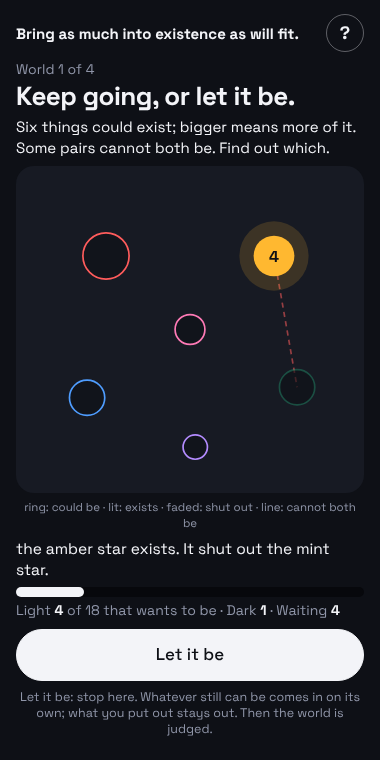 Bring as much into existence as will fit.
?
World 1 of 4
Keep going, or let it be.
Six things could exist; bigger means more of it.
Some pairs cannot both be. Find out which.
4
ring: could be · lit: exists · faded: shut out · line: cannot both
be
the amber star exists. It shut out the mint
star.
Light 4 of 18 that wants to be · Dark 1 · Waiting 4
Let it be
Let it be: stop here. Whatever still can be comes in on its
own; what you put out stays out. Then the world is
judged.